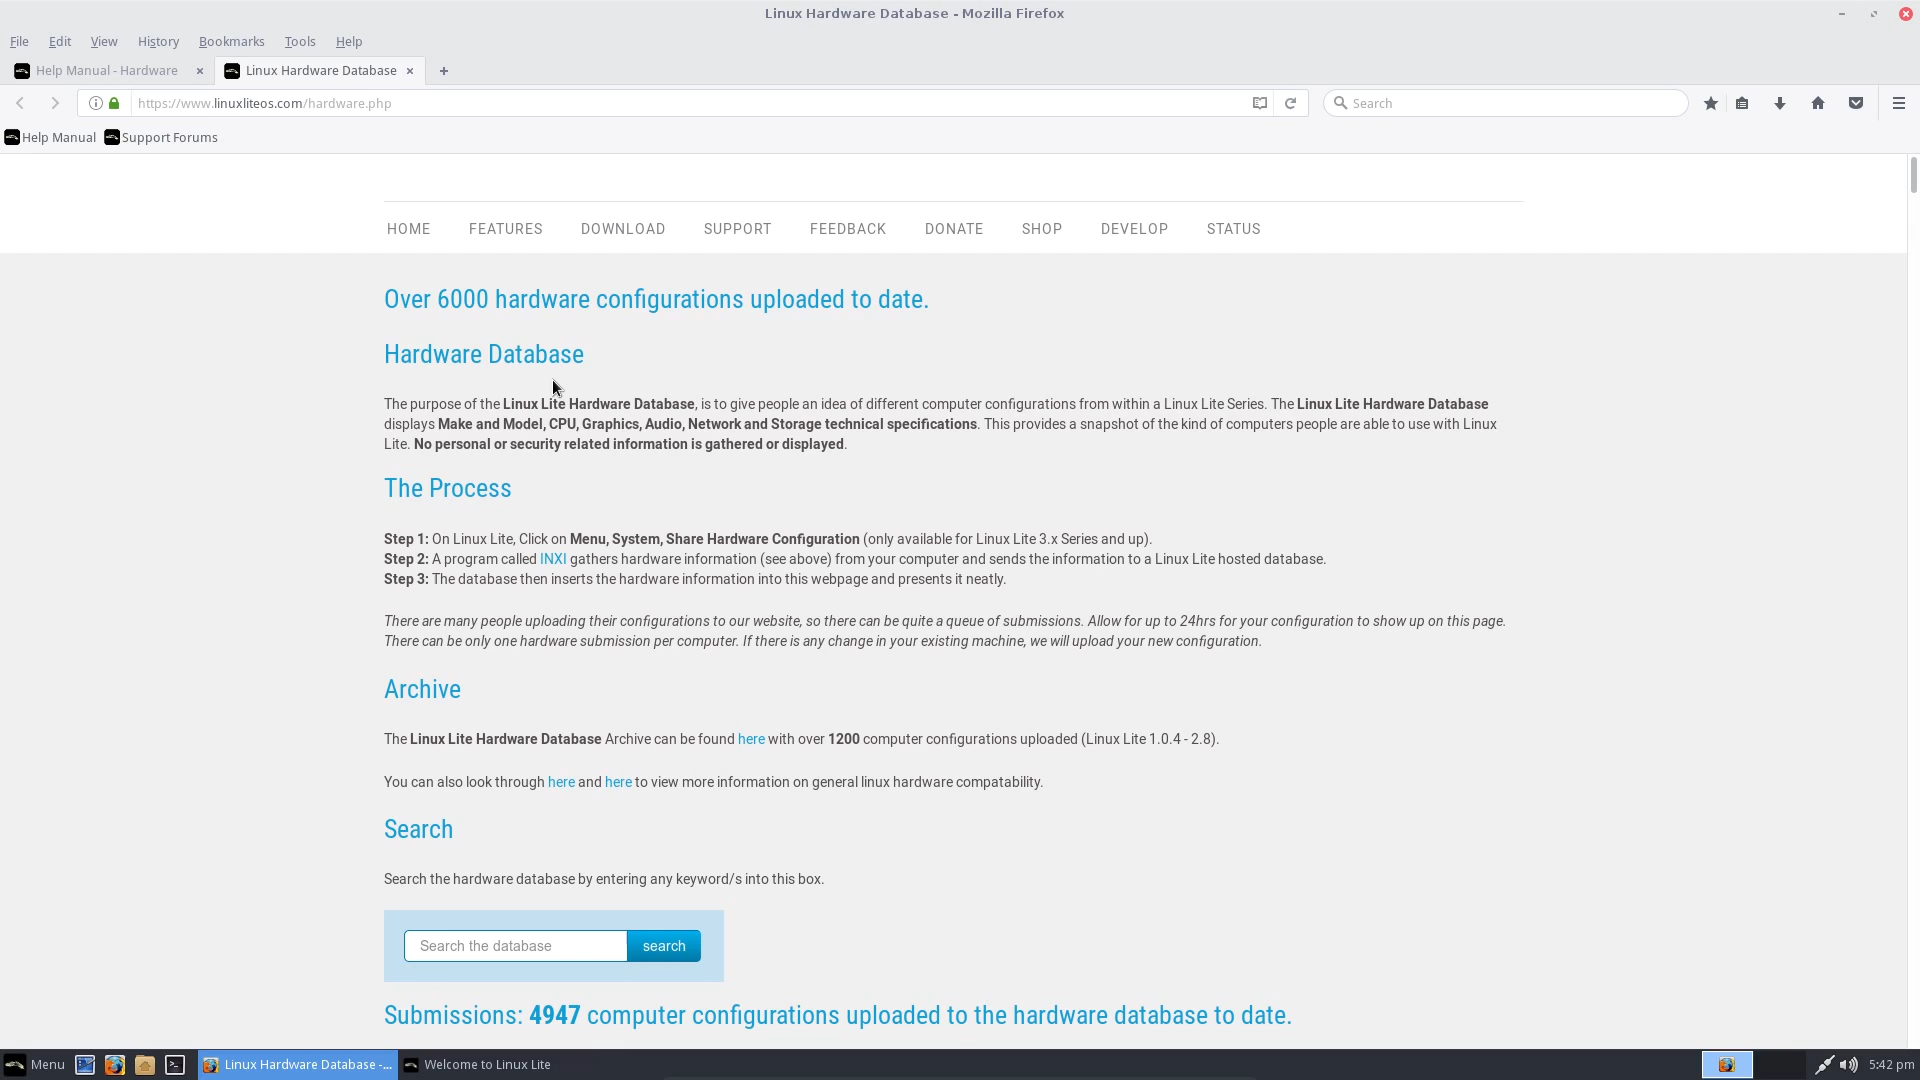 Linux Hardware Database - Mozilla Firefox
File Edit View History Bookmarks Tools Help
Help Manual - Hardware Linux Hardware Database
https://www.linuxliteos.com/hardware.php Search
Help Manual Support Forums
HOME FEATURES DOWNLOAD SUPPORT FEEDBACK DONATE SHOP DEVELOP STATUS
Over 6000 hardware configurations uploaded to date.
Hardware Database
The purpose of the Linux Lite Hardware Database, is to give people an idea of different computer configurations from within a Linux Lite Series. The Linux Lite Hardware Database
displays Make and Model, CPU, Graphics, Audio, Network and Storage technical specifications. This provides a snapshot of the kind of computers people are able to use with Linux
Lite. No personal or security related information is gathered or displayed.
The Process
Step 1: On Linux Lite, Click on Menu, System, Share Hardware Configuration (only available for Linux Lite 3.x Series and up).
Step 2: A program called INXI gathers hardware information (see above) from your computer and sends the information to a Linux Lite hosted database.
Step 3: The database then inserts the hardware information into this webpage and presents it neatly.
There are many people uploading their configurations to our website, so there can be quite a queue of submissions. Allow for up to 24hrs for your configuration to show up on this page.
There can be only one hardware submission per computer. If there is any change in your existing machine, we will upload your new configuration.
Archive
The Linux Lite Hardware Database Archive can be found here with over 1200 computer configurations uploaded (Linux Lite 1.0.4 - 2.8).
You can also look through here and here to view more information on general linux hardware compatability.
Search
Search the hardware database by entering any keyword/s into this box.
Search the database search
Submissions: 4947 computer configurations uploaded to the hardware database to date.
Menu Linux Hardware Database -... Welcome to Linux Lite 5:42 pm